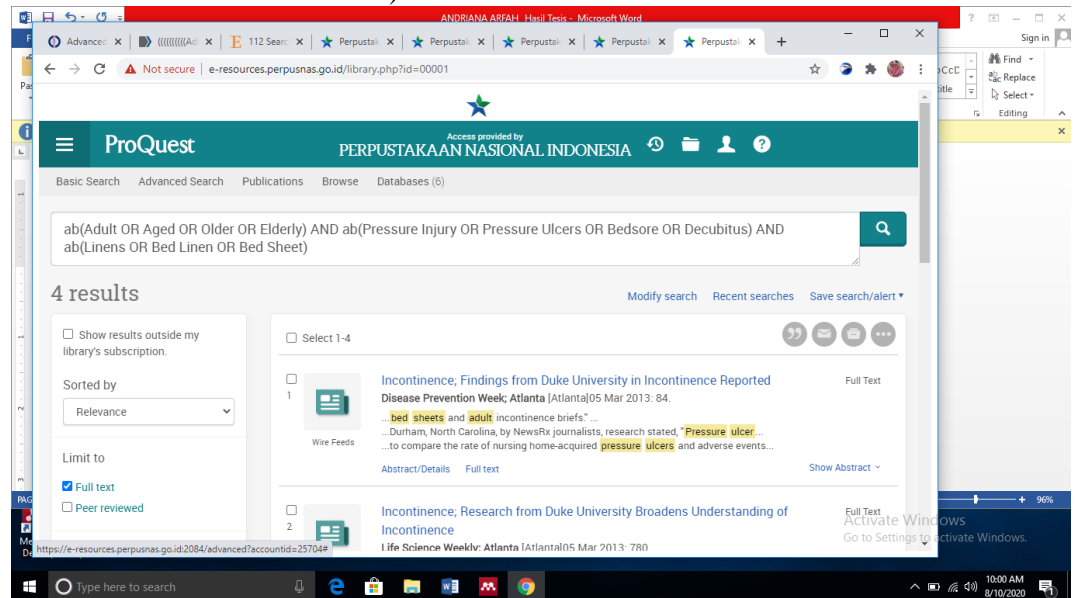 ANDRIANA ARFAH Hasil Tesis - Microsoft Word
Sign in
Advanced
((((((((((Ad
112 Searc
Perpustak
Perpustak
Perpustak
Perpustak
Perpustak
Not secure | e-resources.perpusnas.go.id/library.php?id=00001
Find
Replace
Select
Editing
ProQuest
Access provided by
PERPUSTAKAAN NASIONAL INDONESIA
Basic Search Advanced Search Publications Browse Databases (6)
ab(Adult OR Aged OR Older OR Elderly) AND ab(Pressure Injury OR Pressure Ulcers OR Bedsore OR Decubitus) AND
ab(Linens OR Bed Linen OR Bed Sheet)
4 results
Modify search Recent searches Save search/alert
Show results outside my
library's subscription.
Sorted by
Relevance
Limit to
Full text
Peer reviewed
Select 1-4
1
Wire Feeds
Incontinence; Findings from Duke University in Incontinence Reported
Full Text
Disease Prevention Week; Atlanta [Atlanta]05 Mar 2013: 84.
...bed sheets and adult incontinence briefs." ...
...Durham, North Carolina, by NewsRx journalists, research stated, "Pressure ulcer...
...to compare the rate of nursing home-acquired pressure ulcers and adverse events...
Abstract/Details Full text
Show Abstract
2
Incontinence; Research from Duke University Broadens Understanding of
Incontinence
Full Text
Life Science Weekly; Atlanta [Atlanta]05 Mar 2013: 780
https://e-resources.perpusnas.go.id:2084/advanced?accountid=25704#
96%
Activate Windows
Go to Settings to activate Windows.
Type here to search
10:00 AM
8/10/2020